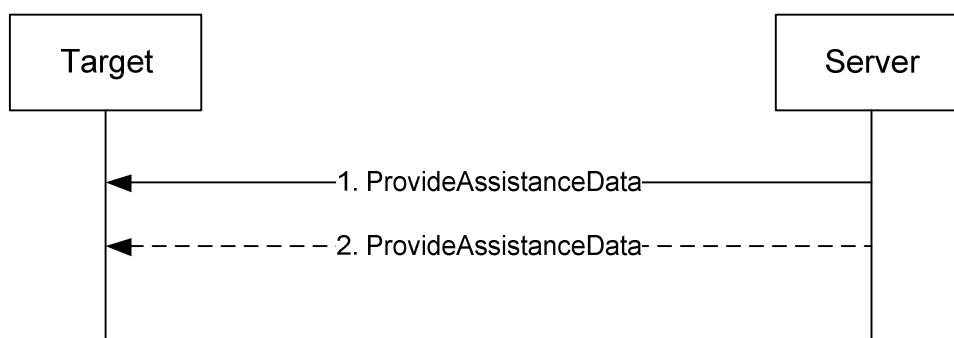 Target
Server
1. ProvideAssistanceData
2. ProvideAssistanceData